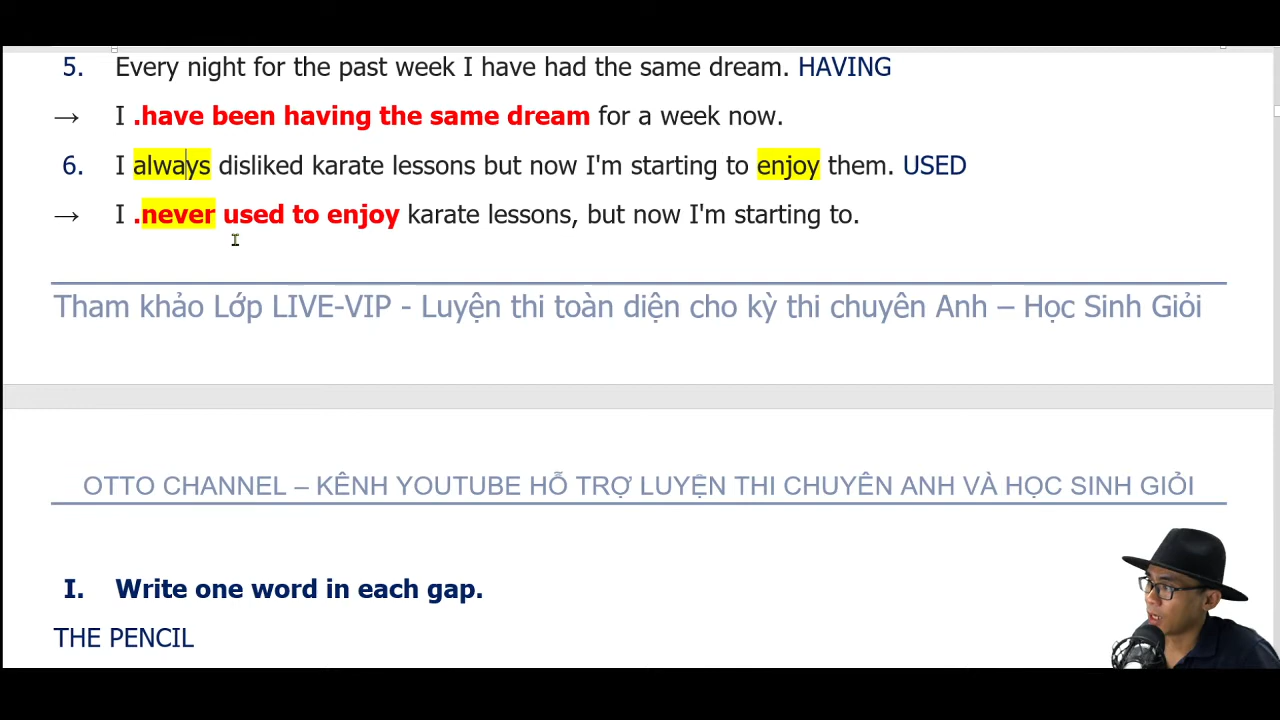 5. Every night for the past week I have had the same dream. HAVING
→ I .have been having the same dream for a week now.
6. I always disliked karate lessons but now I'm starting to enjoy them. USED
→ I .never used to enjoy karate lessons, but now I'm starting to.
Tham khảo Lớp LIVE-VIP - Luyện thi toàn diện cho kỳ thi chuyên Anh – Học Sinh Giỏi
OTTO CHANNEL – KÊNH YOUTUBE HỖ TRỢ LUYỆN THI CHUYÊN ANH VÀ HỌC SINH GIỎI
I. Write one word in each gap.
THE PENCIL